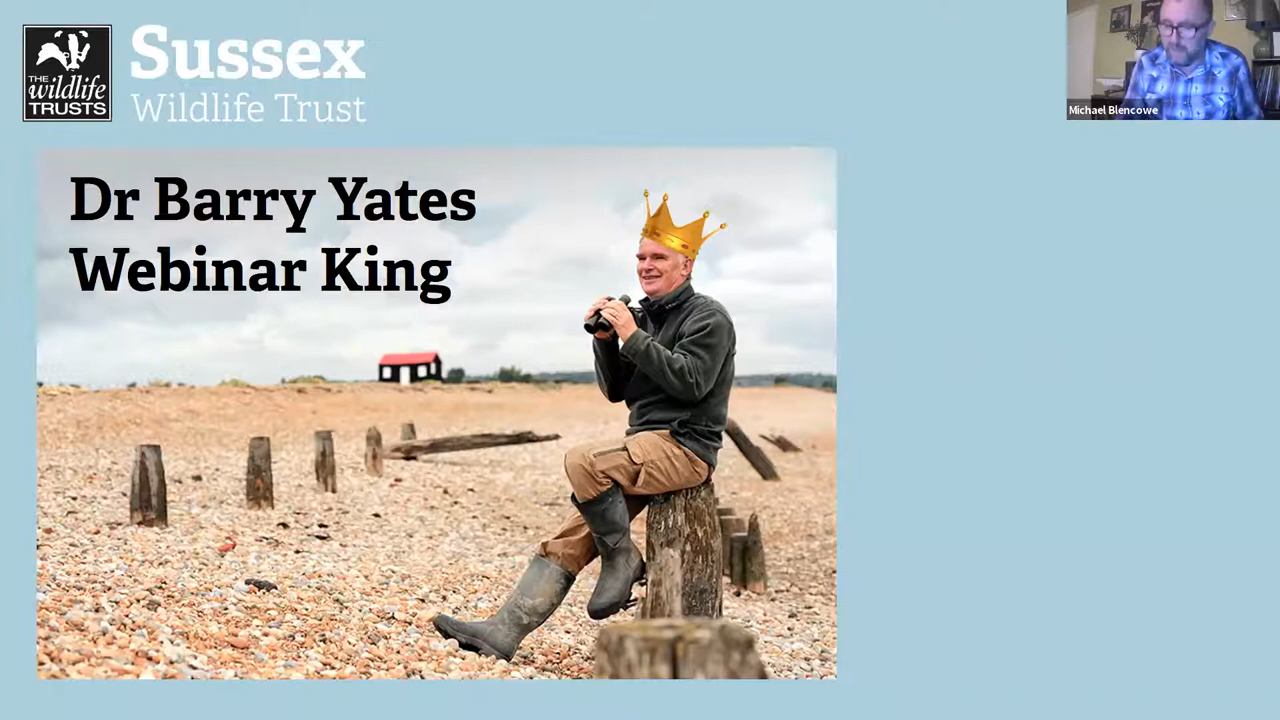 THE
wildlife
TRUSTS
Sussex
Wildlife Trust
Michael Blencowe
Dr Barry Yates
Webinar King